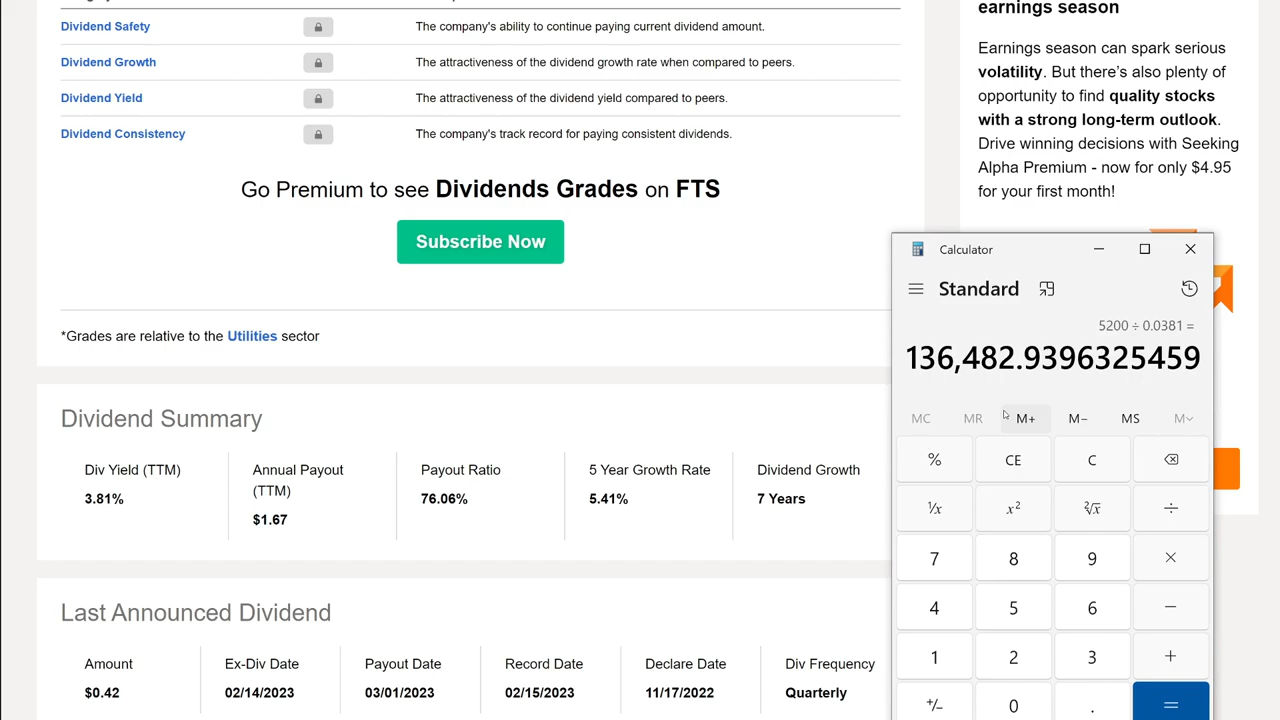 earnings season
Dividend Safety
The company's ability to continue paying current dividend amount.
Dividend Growth
The attractiveness of the dividend growth rate when compared to peers.
Dividend Yield
The attractiveness of the dividend yield compared to peers.
Dividend Consistency
The company's track record for paying consistent dividends.
Earnings season can spark serious
volatility. But there’s also plenty of
opportunity to find quality stocks
with a strong long-term outlook.
Drive winning decisions with Seeking
Alpha Premium - now for only $4.95
for your first month!
Go Premium to see Dividends Grades on FTS
Subscribe Now
*Grades are relative to the Utilities sector
Dividend Summary
Div Yield (TTM)
3.81%
Annual Payout
(TTM)
$1.67
Payout Ratio
76.06%
5 Year Growth Rate
5.41%
Dividend Growth
7 Years
Last Announced Dividend
Amount
$0.42
Ex-Div Date
02/14/2023
Payout Date
03/01/2023
Record Date
02/15/2023
Declare Date
11/17/2022
Div Frequency
Quarterly
Calculator
Standard
5200 ÷ 0.0381 =
136,482.9396325459
MC MR M+ M− MS M
% CE C
¹/x x² ²√x ÷
7 8 9 ×
4 5 6 −
1 2 3 +
+/− 0 . =